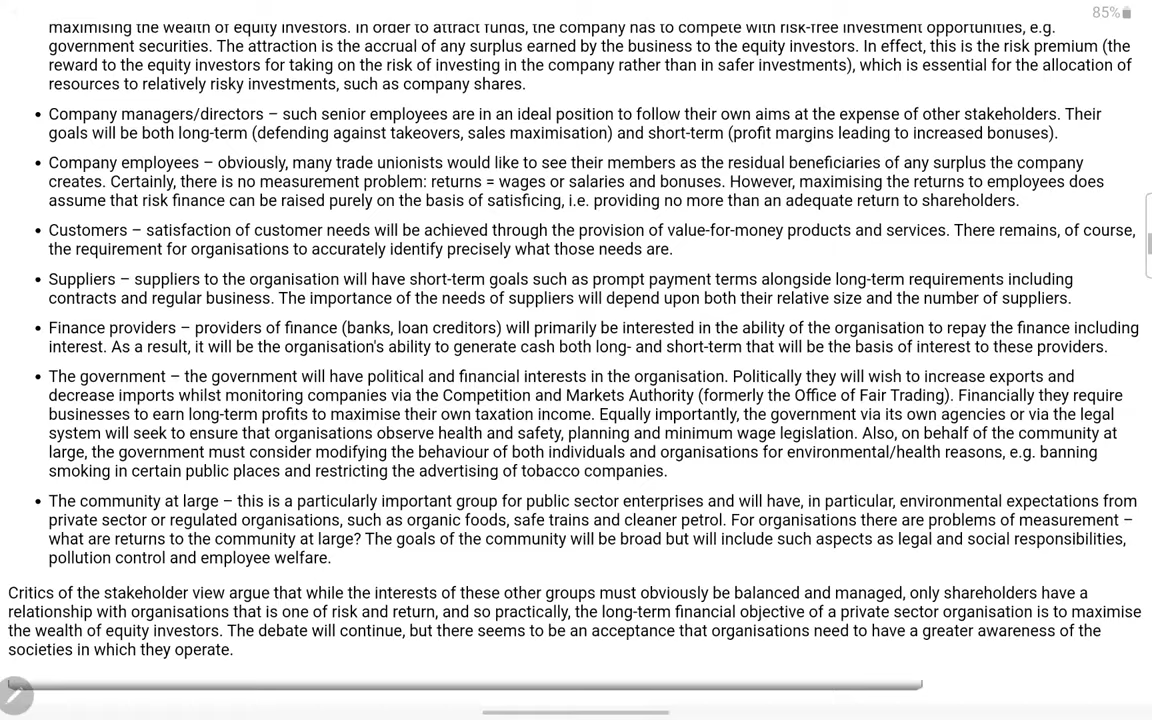 85%
maximising the wealth of equity investors. In order to attract funds, the company has to compete with risk-free investment opportunities, e.g.
government securities. The attraction is the accrual of any surplus earned by the business to the equity investors. In effect, this is the risk premium (the
reward to the equity investors for taking on the risk of investing in the company rather than in safer investments), which is essential for the allocation of
resources to relatively risky investments, such as company shares.
• Company managers/directors – such senior employees are in an ideal position to follow their own aims at the expense of other stakeholders. Their
goals will be both long-term (defending against takeovers, sales maximisation) and short-term (profit margins leading to increased bonuses).
• Company employees – obviously, many trade unionists would like to see their members as the residual beneficiaries of any surplus the company
creates. Certainly, there is no measurement problem: returns = wages or salaries and bonuses. However, maximising the returns to employees does
assume that risk finance can be raised purely on the basis of satisficing, i.e. providing no more than an adequate return to shareholders.
• Customers – satisfaction of customer needs will be achieved through the provision of value-for-money products and services. There remains, of course,
the requirement for organisations to accurately identify precisely what those needs are.
• Suppliers – suppliers to the organisation will have short-term goals such as prompt payment terms alongside long-term requirements including
contracts and regular business. The importance of the needs of suppliers will depend upon both their relative size and the number of suppliers.
• Finance providers – providers of finance (banks, loan creditors) will primarily be interested in the ability of the organisation to repay the finance including
interest. As a result, it will be the organisation's ability to generate cash both long- and short-term that will be the basis of interest to these providers.
• The government – the government will have political and financial interests in the organisation. Politically they will wish to increase exports and
decrease imports whilst monitoring companies via the Competition and Markets Authority (formerly the Office of Fair Trading). Financially they require
businesses to earn long-term profits to maximise their own taxation income. Equally importantly, the government via its own agencies or via the legal
system will seek to ensure that organisations observe health and safety, planning and minimum wage legislation. Also, on behalf of the community at
large, the government must consider modifying the behaviour of both individuals and organisations for environmental/health reasons, e.g. banning
smoking in certain public places and restricting the advertising of tobacco companies.
• The community at large – this is a particularly important group for public sector enterprises and will have, in particular, environmental expectations from
private sector or regulated organisations, such as organic foods, safe trains and cleaner petrol. For organisations there are problems of measurement –
what are returns to the community at large? The goals of the community will be broad but will include such aspects as legal and social responsibilities,
pollution control and employee welfare.
Critics of the stakeholder view argue that while the interests of these other groups must obviously be balanced and managed, only shareholders have a
relationship with organisations that is one of risk and return, and so practically, the long-term financial objective of a private sector organisation is to maximise
the wealth of equity investors. The debate will continue, but there seems to be an acceptance that organisations need to have a greater awareness of the
societies in which they operate.